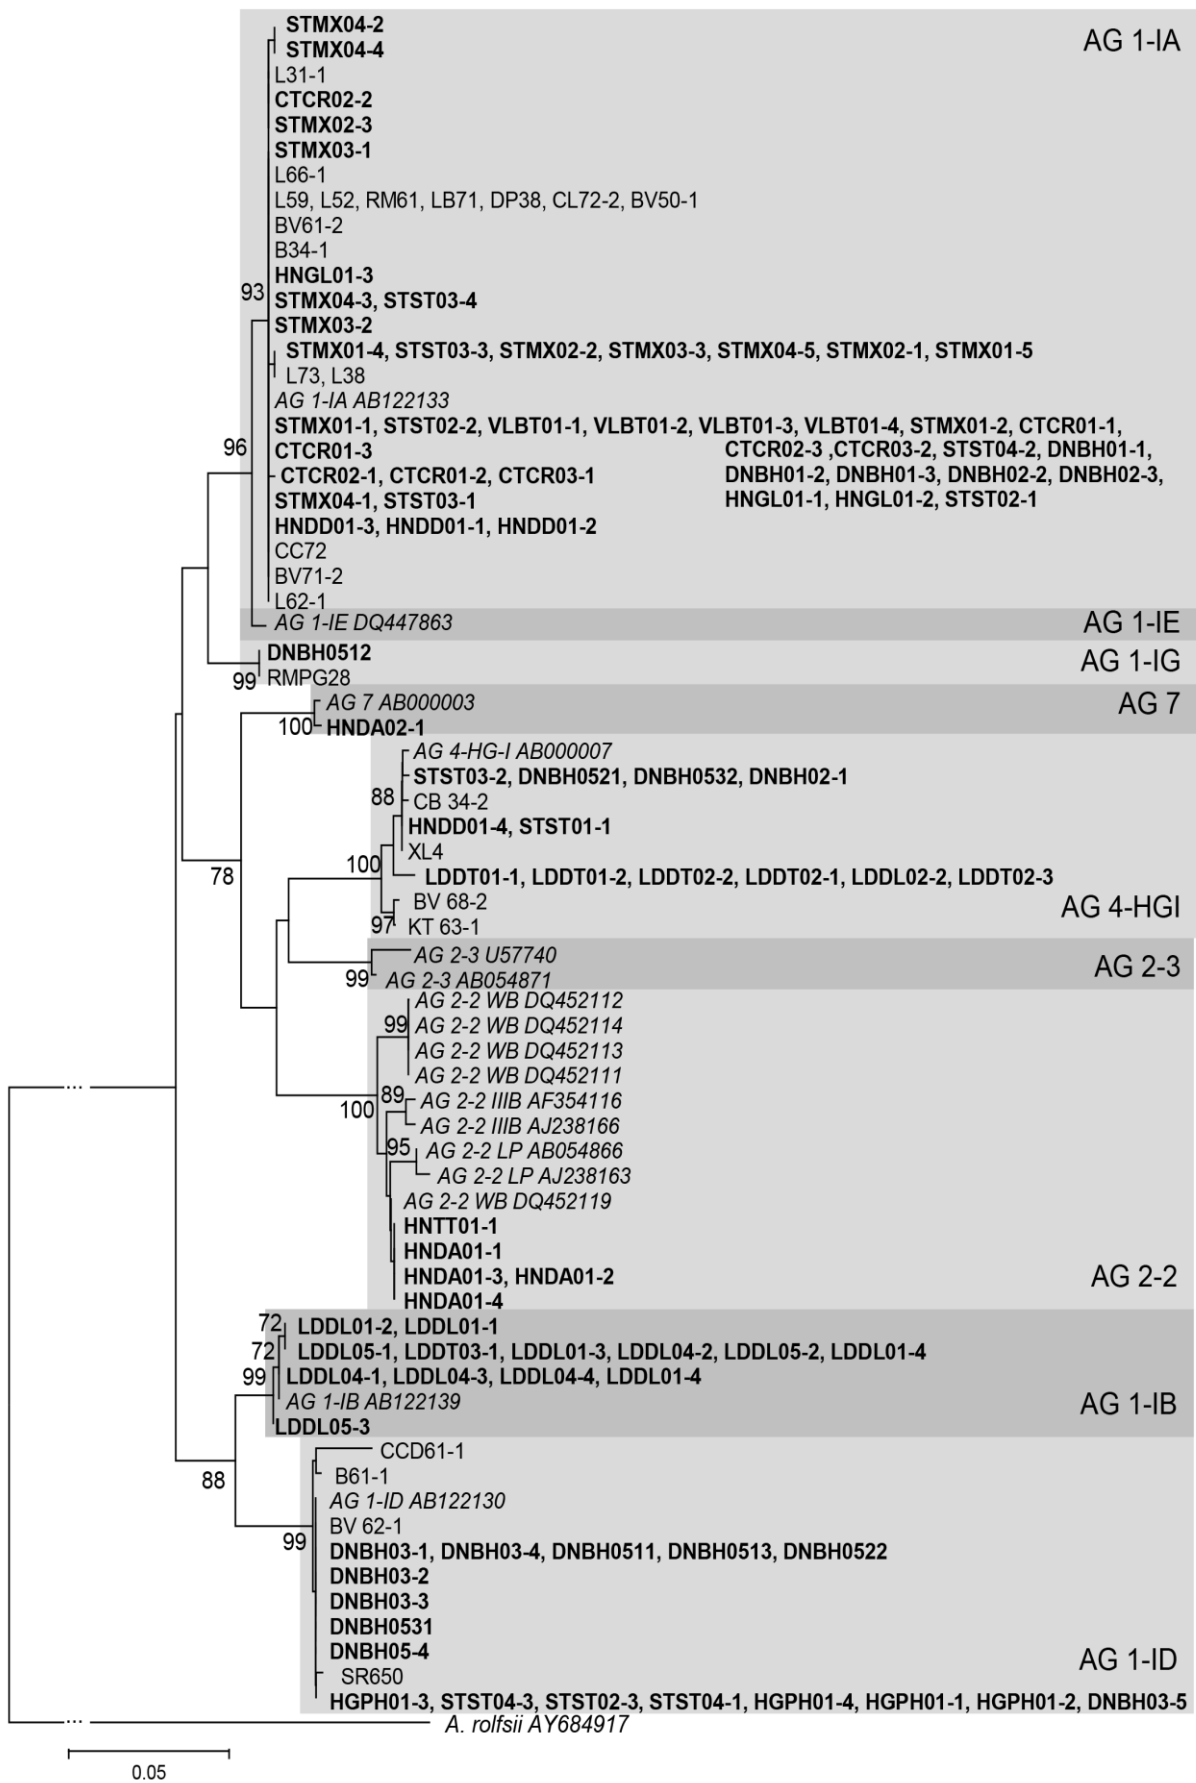 STMX04-2
AG 1-IA
STMX04-4
L31-1
CTCR02-2
STMX02-3
STMX03-1
L66-1
L59, L52, RM61, LB71, DP38, CL72-2, BV50-1
BV61-2
B34-1
HNGL01-3
93
STMX04-3, STST03-4
STMX03-2
STMX01-4, STST03-3, STMX02-2, STMX03-3, STMX04-5, STMX02-1, STMX01-5
L73, L38
AG 1-IA AB122133
STMX01-1, STST02-2, VLBT01-1, VLBT01-2, VLBT01-3, VLBT01-4, STMX01-2, CTCR01-1,
96
CTCR01-3
CTCR02-3 ,CTCR03-2, STST04-2, DNBH01-1,
CTCR02-1, CTCR01-2, CTCR03-1
DNBH01-2, DNBH01-3, DNBH02-2, DNBH02-3,
STMX04-1, STST03-1
HNGL01-1, HNGL01-2, STST02-1
HNDD01-3, HNDD01-1, HNDD01-2
CC72
BV71-2
L62-1
AG 1-IE DQ447863
AG 1-IE
DNBH0512
AG 1-IG
99
RMPG28
AG 7 AB000003
AG 7
100
HNDA02-1
AG 4-HG-I AB000007
STST03-2, DNBH0521, DNBH0532, DNBH02-1
88
CB 34-2
HNDD01-4, STST01-1
XL4
100
78
LDDT01-1, LDDT01-2, LDDT02-2, LDDT02-1, LDDL02-2, LDDT02-3
BV 68-2
AG 4-HGI
97
KT 63-1
AG 2-3 U57740
AG 2-3
99
AG 2-3 AB054871
AG 2-2 WB DQ452112
99
AG 2-2 WB DQ452114
AG 2-2 WB DQ452113
AG 2-2 WB DQ452111
...
89
AG 2-2 IIIB AF354116
100
AG 2-2 IIIB AJ238166
95
AG 2-2 LP AB054866
AG 2-2 LP AJ238163
AG 2-2 WB DQ452119
HNTT01-1
HNDA01-1
HNDA01-3, HNDA01-2
AG 2-2
HNDA01-4
72
LDDL01-2, LDDL01-1
72
LDDL05-1, LDDT03-1, LDDL01-3, LDDL04-2, LDDL05-2, LDDL01-4
99
LDDL04-1, LDDL04-3, LDDL04-4, LDDL01-4
AG 1-IB AB122139
AG 1-IB
LDDL05-3
CCD61-1
88
B61-1
AG 1-ID AB122130
BV 62-1
99
DNBH03-1, DNBH03-4, DNBH0511, DNBH0513, DNBH0522
DNBH03-2
DNBH03-3
DNBH0531
DNBH05-4
AG 1-ID
SR650
HGPH01-3, STST04-3, STST02-3, STST04-1, HGPH01-4, HGPH01-1, HGPH01-2, DNBH03-5
...
A. rolfsii AY684917
0.05